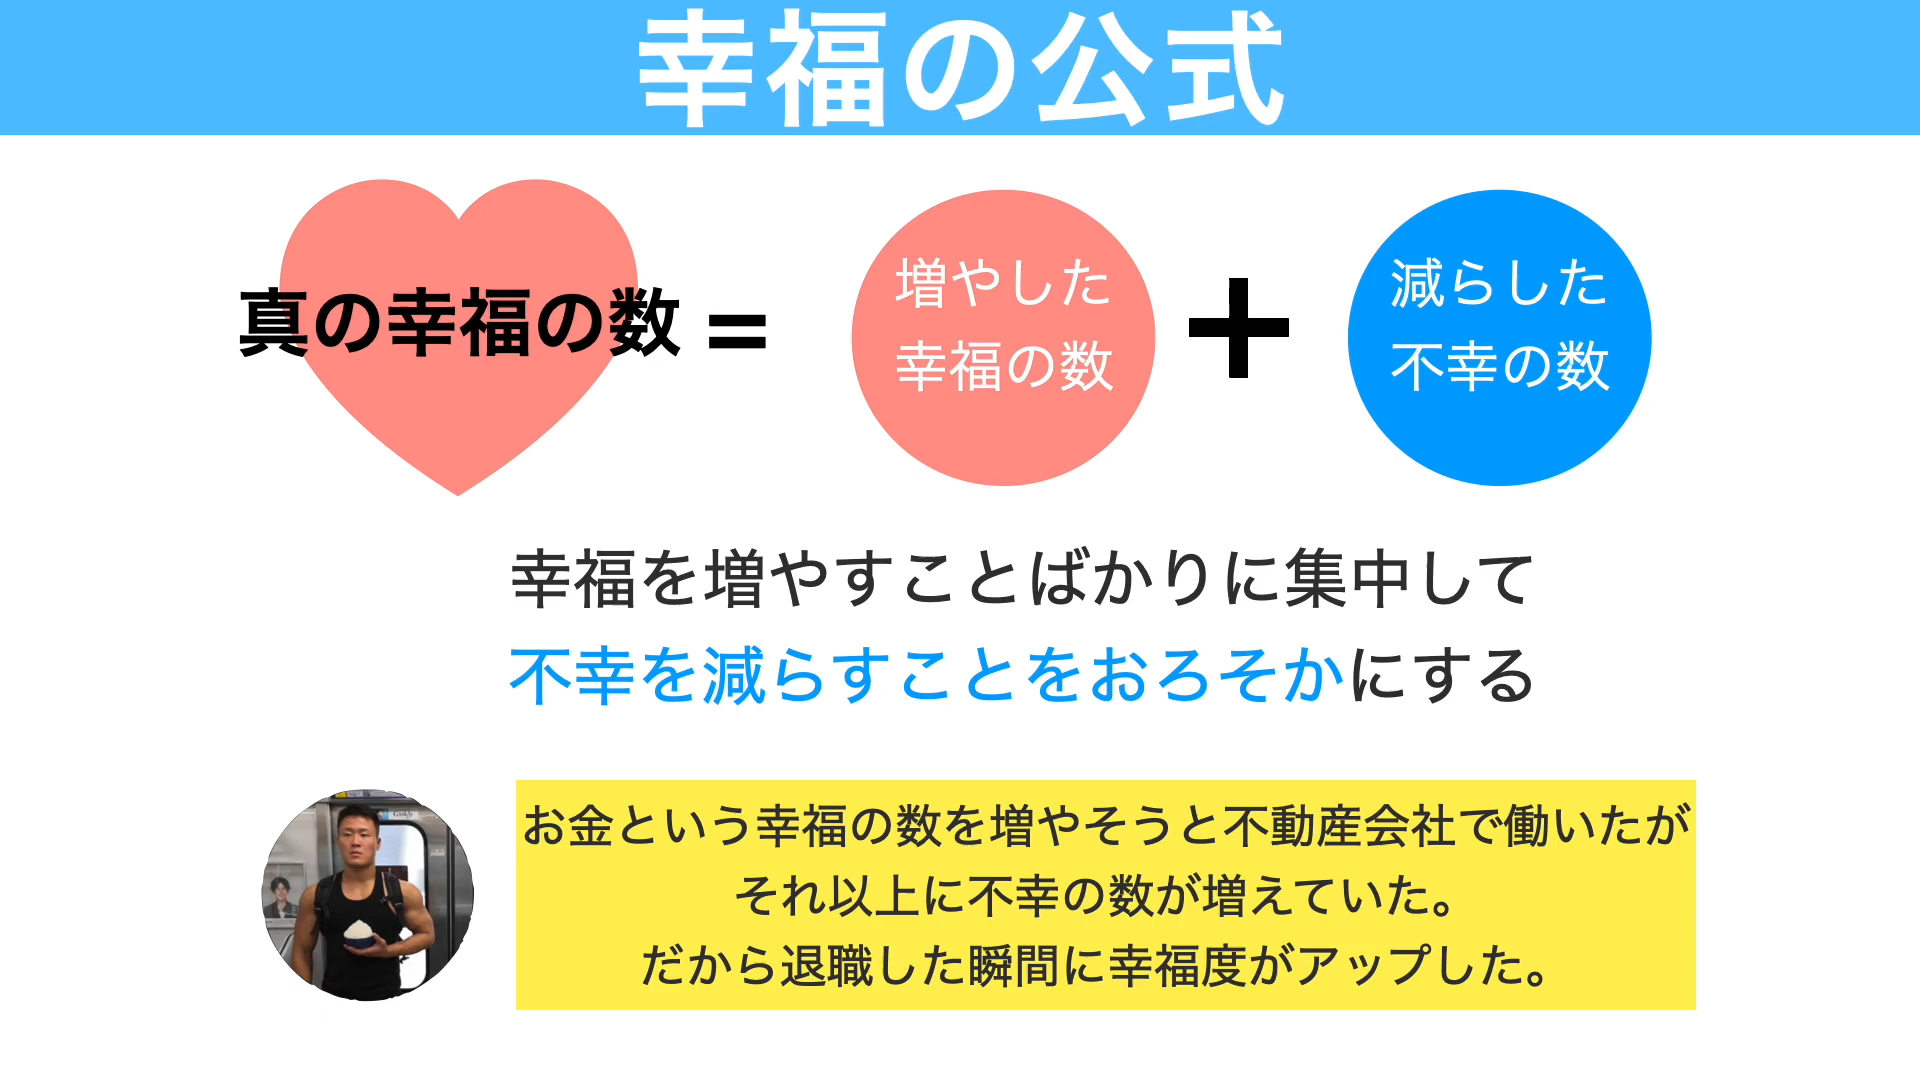 幸福の公式
真の幸福の数 =
増やした
幸福の数
+
減らした
不幸の数
幸福を増やすことばかりに集中して
不幸を減らすことをおろそかにする
お金という幸福の数を増やそうと不動産会社で働いたが
それ以上に不幸の数が増えていた。
だから退職した瞬間に幸福度がアップした。